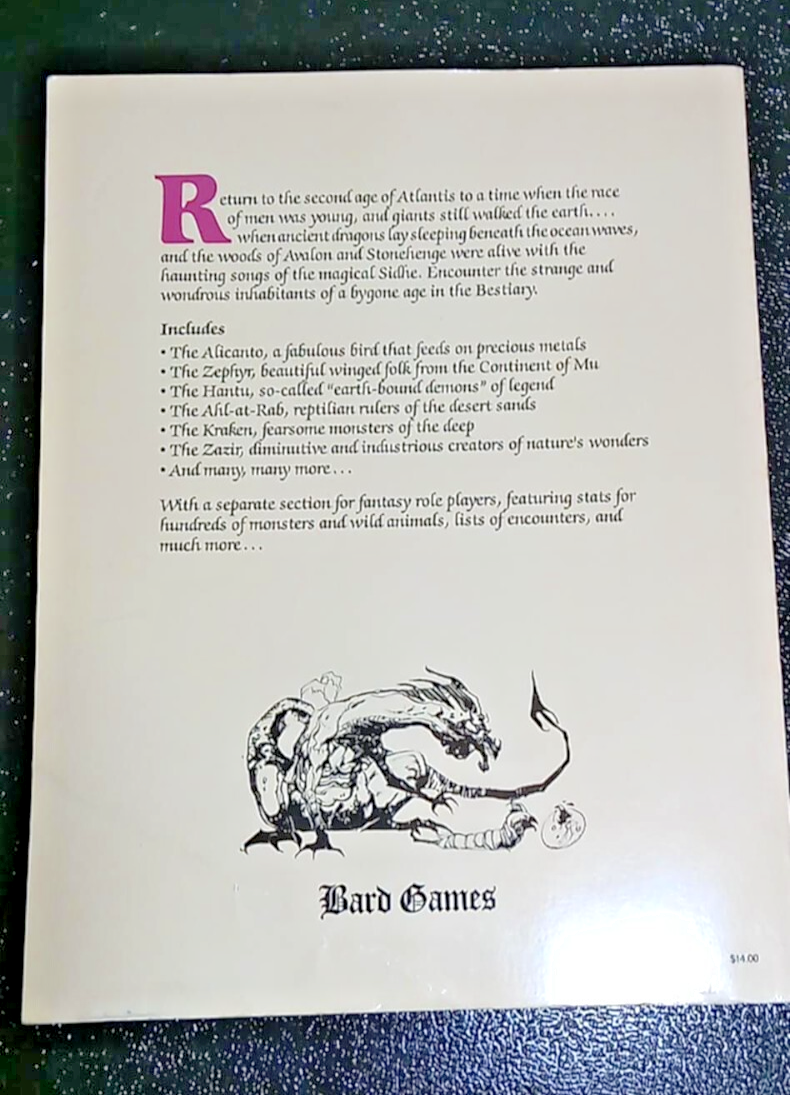 Return to the second age of Atlantis to a time when the race
of men was young, and giants still walked the earth....
when ancient dragons lay sleeping beneath the ocean waves,
and the woods of Avalon and Stonehenge were alive with the
haunting songs of the magical Sidhe. Encounter the strange and
wondrous inhabitants of a bygone age in the Bestiary.
Includes
• The Alicanto, a fabulous bird that feeds on precious metals
• The Zephyr, beautiful winged folk from the Continent of Mu
• The Hantu, so-called "earth-bound demons" of legend
• The Ahl-at-Rab, reptilian rulers of the desert sands
• The Kraken, fearsome monsters of the deep
• The Zazir, diminutive and industrious creators of nature's wonders
• And many, many more...
With a separate section for fantasy role players, featuring stats for
hundreds of monsters and wild animals, lists of encounters, and
much more...
Bard Games
$14.00